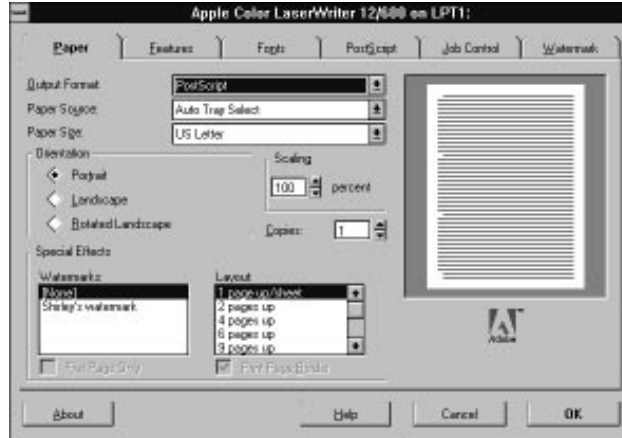 Apple Color LaserWriter 12/600 on LPT1:
Paper Features Fonts PostScript Job Control Watermark
Output Format: PostScript
Paper Source: Auto Tray Select
Paper Size: US Letter
Orientation
Portrait
Landscape
Rotated Landscape
Scaling
100 percent
Copies: 1
Special Effects
Watermarks:
[None]
Shirley's watermark
First Page Only
Layout
1 page up/sheet
2 pages up
4 pages up
6 pages up
9 pages up
Print Page Border
Adobe
About Help Cancel OK